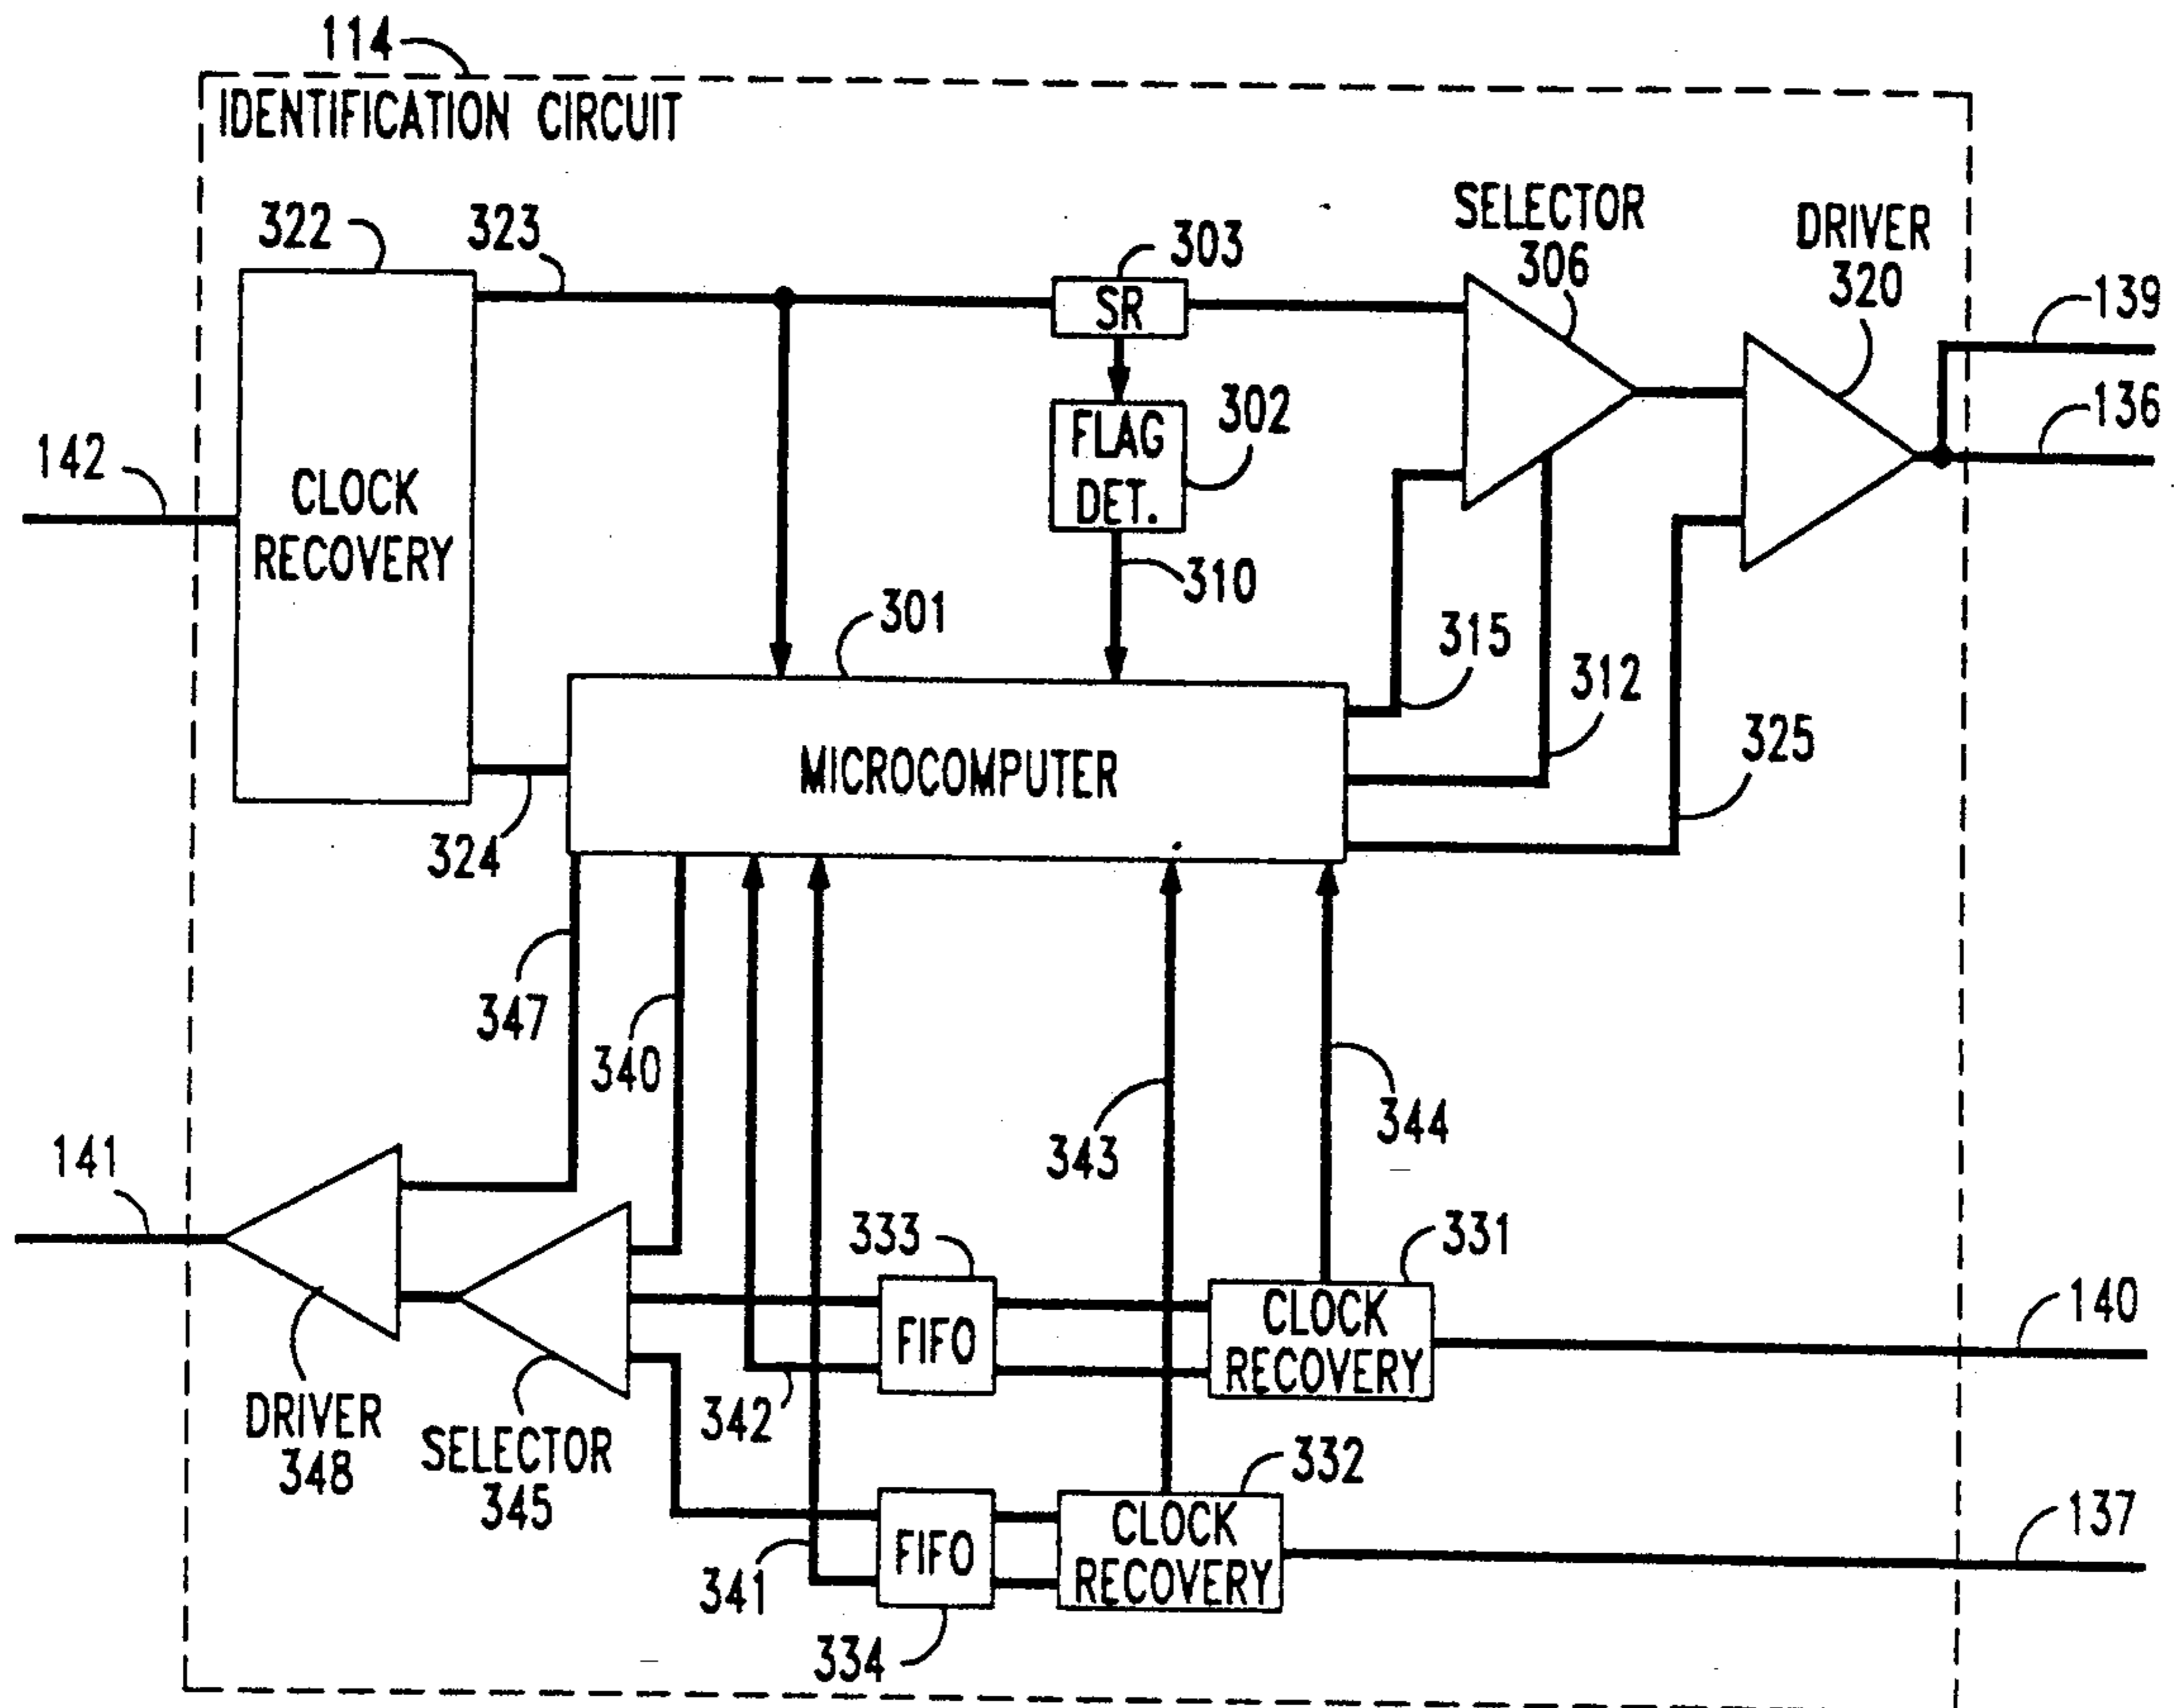 114
IDENTIFICATION CIRCUIT
322
323
303
SR
SELECTOR
306
DRIVER
320
139
136
142
CLOCK
RECOVERY
FLAG
DET.
302
310
301
315
312
325
MICROCOMPUTER
324
347
340
343
344
141
333
331
FIFO
CLOCK
RECOVERY
140
DRIVER
348
SELECTOR
345
342
332
341
FIFO
CLOCK
RECOVERY
137
334